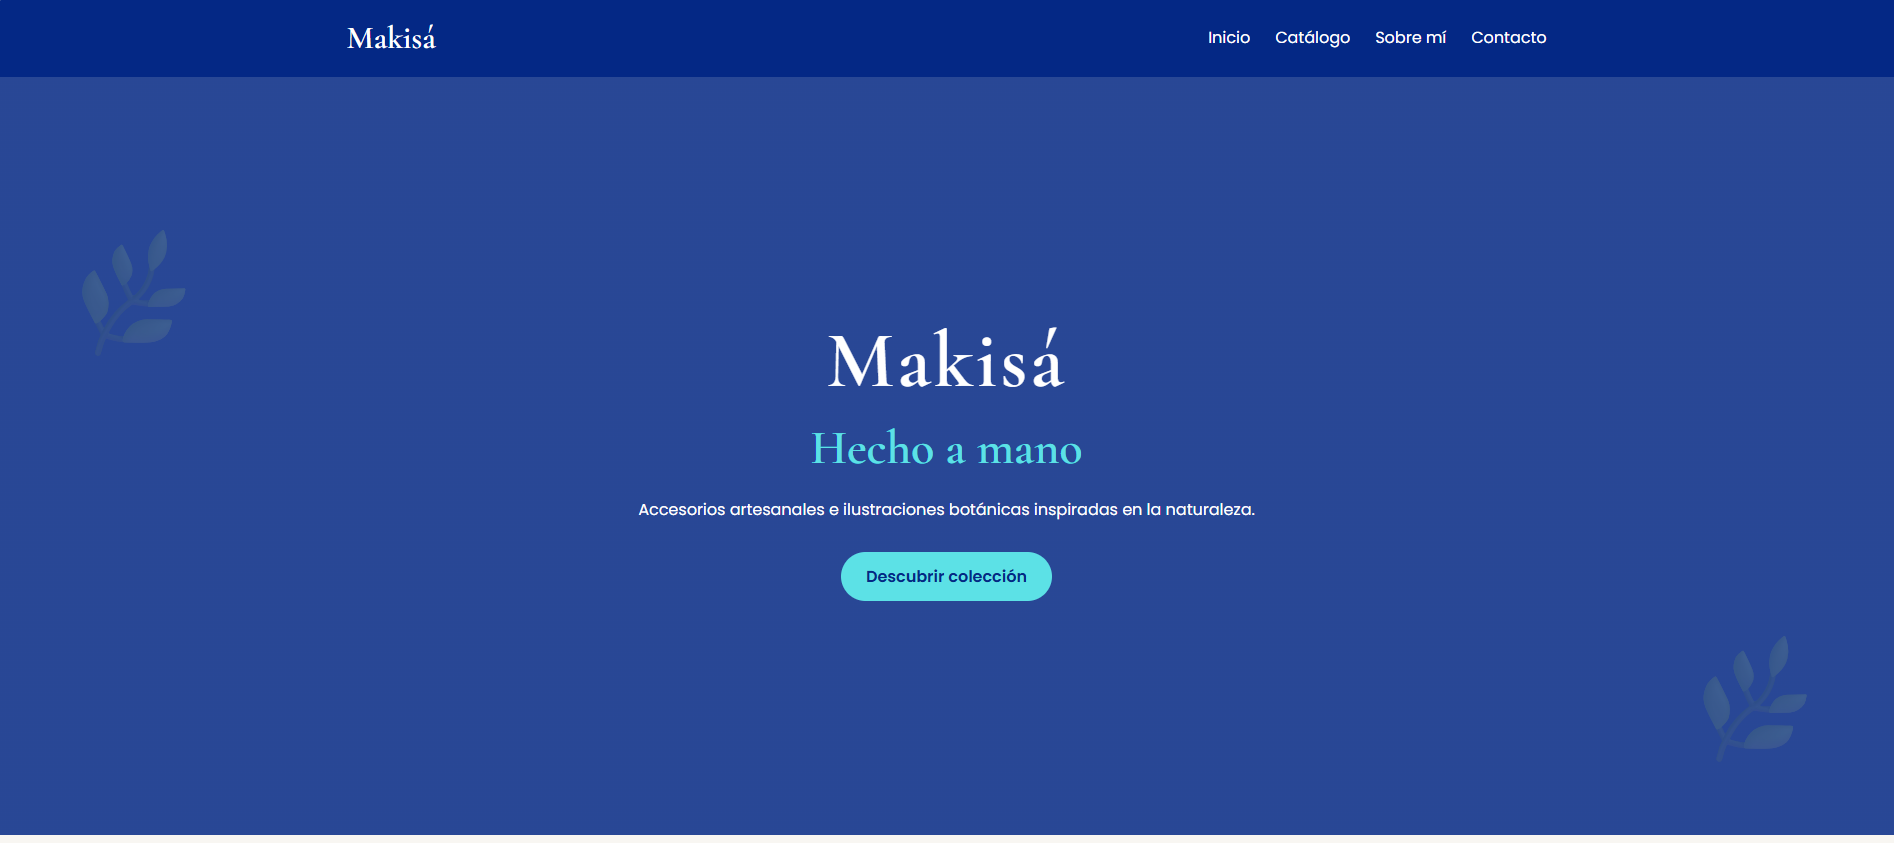 Makisá
Inicio Catálogo Sobre mí Contacto
Makisá
Hecho a mano
Accesorios artesanales e ilustraciones botánicas inspiradas en la naturaleza.
Descubrir colección